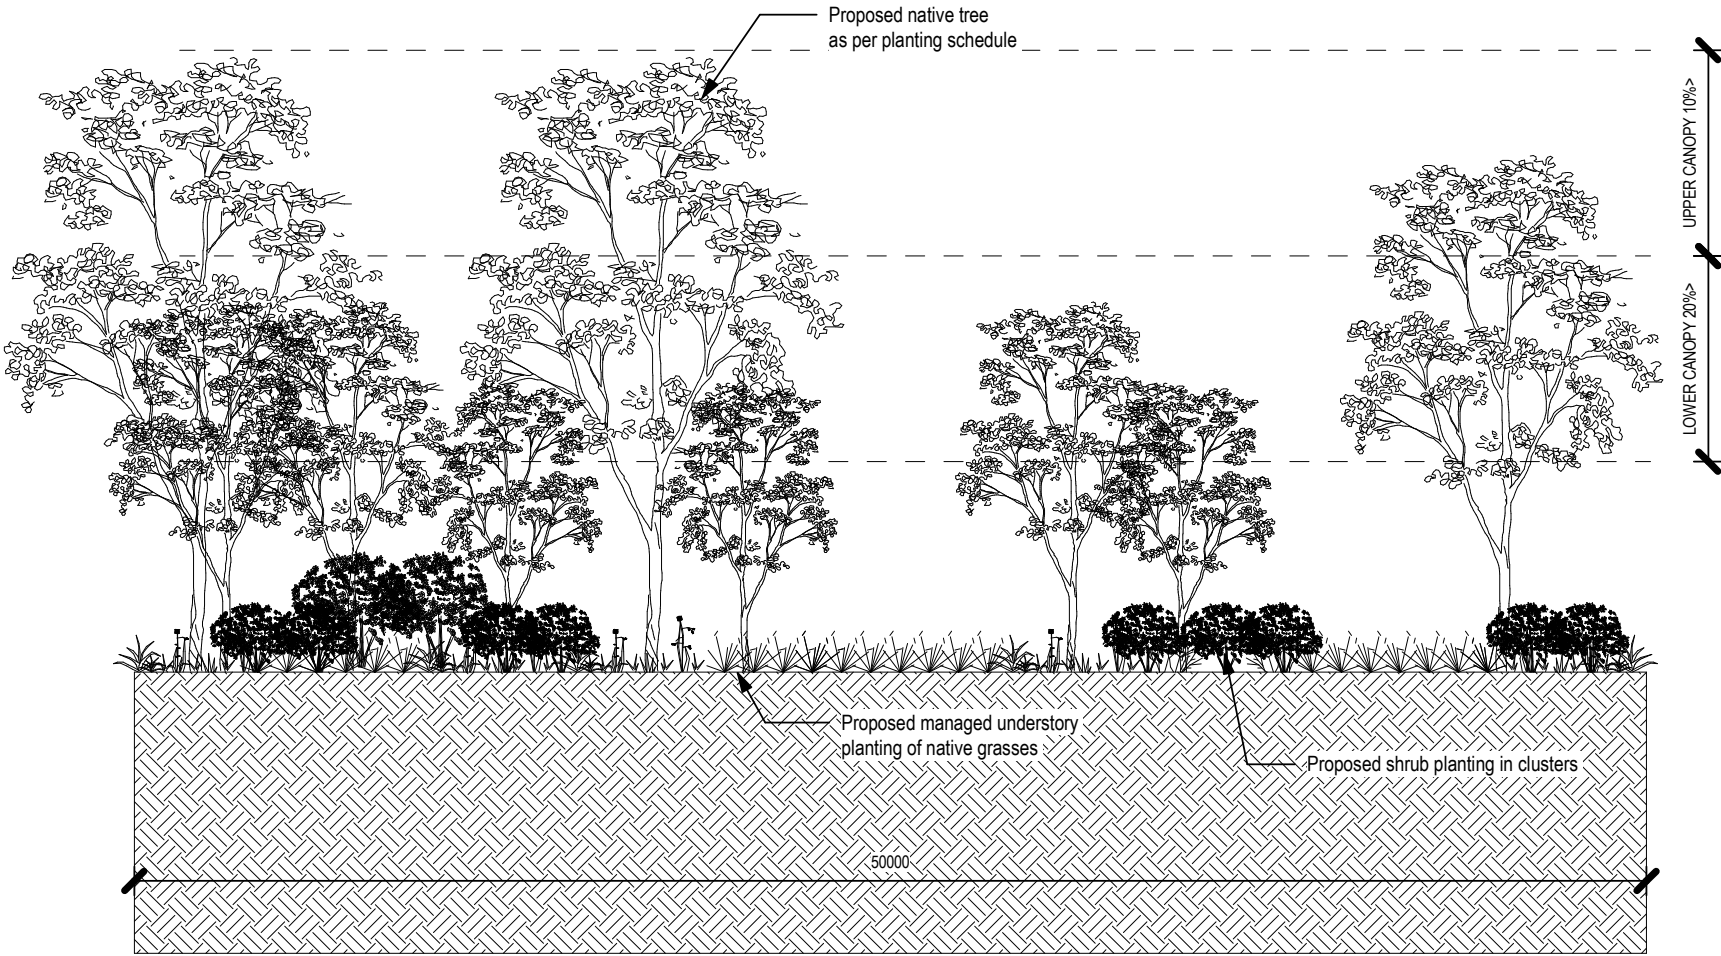 Proposed native tree
as per planting schedule
UPPER CANOPY 10%>
LOWER CANOPY 20%>
Proposed managed understory
planting of native grasses
Proposed shrub planting in clusters
50000